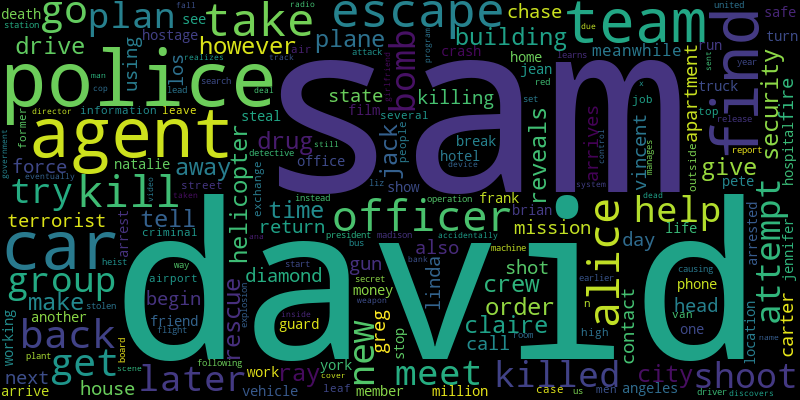 death
go
plan
take
escape
team
find
police
sam
david
agent
car
kill
try
group
back
get
later
killed
shoot
meet
officer
help
attempt
alice
bomb
drive
see
using
however
hostage
plane
building
chase
meanwhile
run
safe
turn
security
apartment
outside
hospital
fire
give
pete
jennifer
carter
life
day
contact
mission
brian
frank
hotel
break
jean
killing
state
several
people
film
jack
show
liz
office
drug
steal
away
natalie
force
former
information
leave
los
street
detective
exchange
helicopter
time
return
diamond
tell
arrest
terrorist
criminal
make
another
begin
friend
rescue
gun
money
guard
secret
weapon
president
bus
madison
operation
accidentally
machine
also
linda
shot
crew
order
claire
call
room
new
greg
stop
york
cover
ray
work
vehicle
house
next
arrive
working
plant
board
scene
following
explosion
inside
start
ana
airport
flight
stolen
way
video
taken
member
million
leaf
case
us
men
angeles
city
driver
discovers
name
location
causing
van
one
head
phone
arrested
earlier
high
dead
manages
system
control
device
vincent
arrives
reveals
set
red
job
x
truck
top
release
report
sent
year
united
program
due
learns
home
crash
attack
girlfriend
track
deal
still
search
realizes
air
radio
fall
station
man
cop
lead
director
government
eventually
instead
bank
heist
n